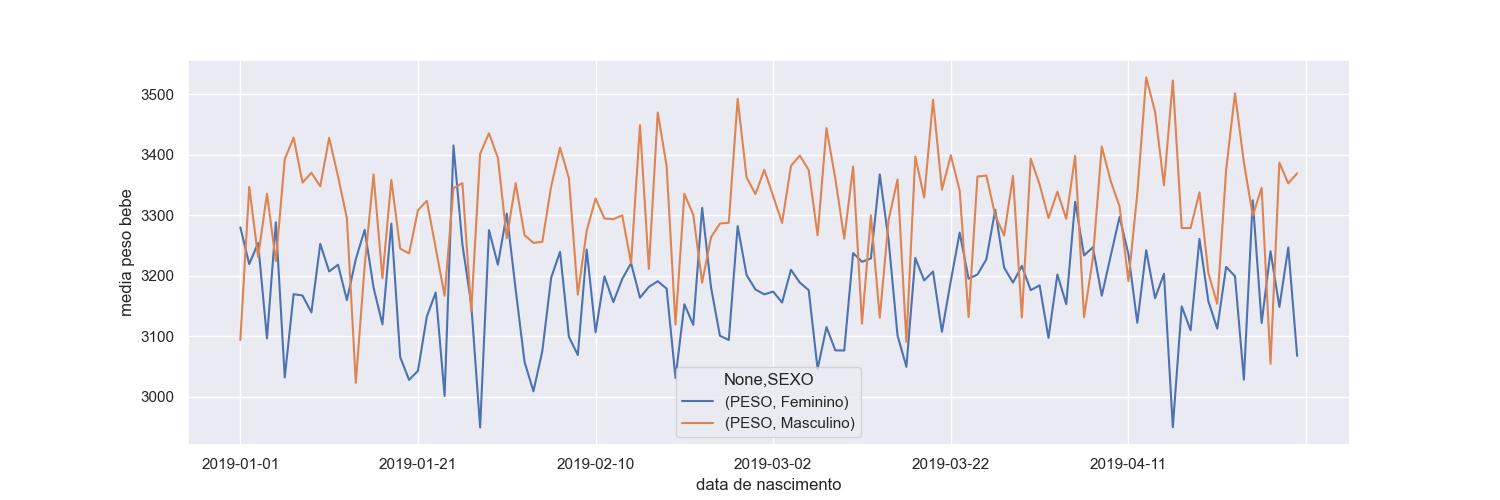 3500
3400
3300
3200
3100
3000
media peso bebe
None,SEXO
(PESO, Feminino)
(PESO, Masculino)
2019-01-01 2019-01-21 2019-02-10 2019-03-02 2019-03-22 2019-04-11
data de nascimento